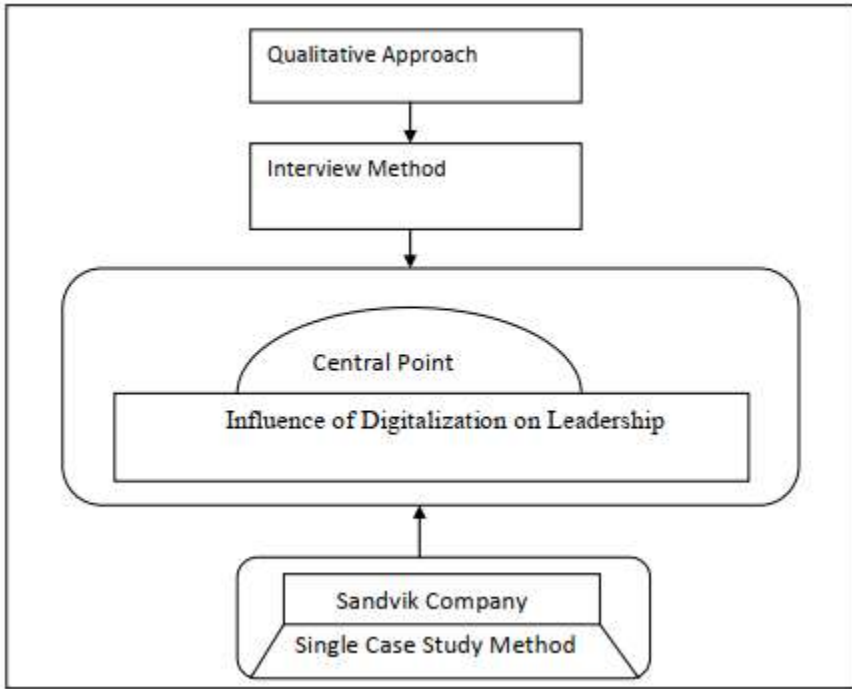 Qualitative Approach
Interview Method
Central Point
Influence of Digitalization on Leadership
Sandvik Company
Single Case Study Method